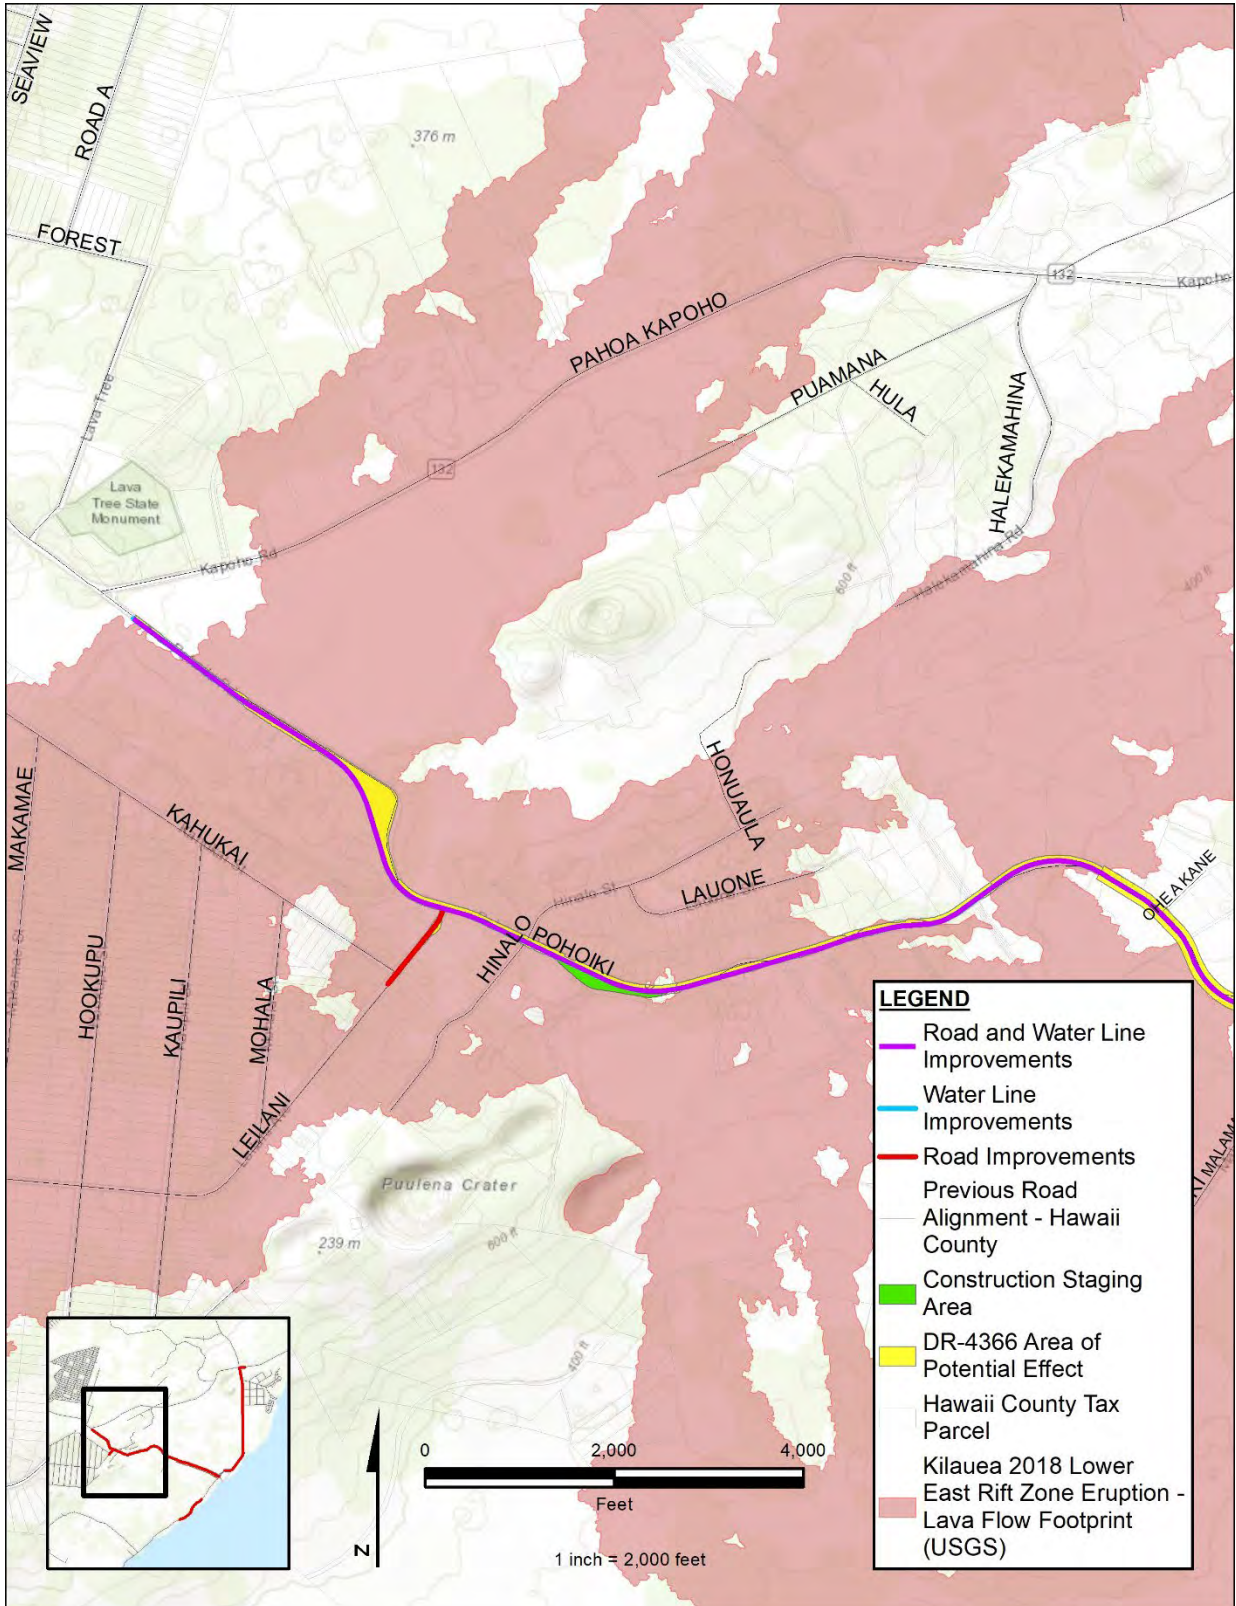 SEAVIEW
ROAD A
376 m
FOREST
132
Kapoho
PAHOA KAPOHO
PUAMANA
HULA
Lava Tree
HALEKAMAHINA
132
Lava
Tree State
Monument
Kapoho Rd
Halekamahina Rd
600 ft
400 ft
HONUAULA
MAKAMAE
KAHUKAI
Hinalo St
LAUONE
OHEA KANE
HINALO
POHOIKI
HOOKUPU
KAUPILI
MOHALA
LEILANI
Puulena Crater
239 m
600 ft
400 ft
MALAMA
LEGEND
Road and Water Line
Improvements
Water Line
Improvements
Road Improvements
Previous Road
Alignment - Hawaii
County
Construction Staging
Area
DR-4366 Area of
Potential Effect
Hawaii County Tax
Parcel
Kilauea 2018 Lower
East Rift Zone Eruption -
Lava Flow Footprint
(USGS)
0
2,000
4,000
Feet
N
1 inch = 2,000 feet